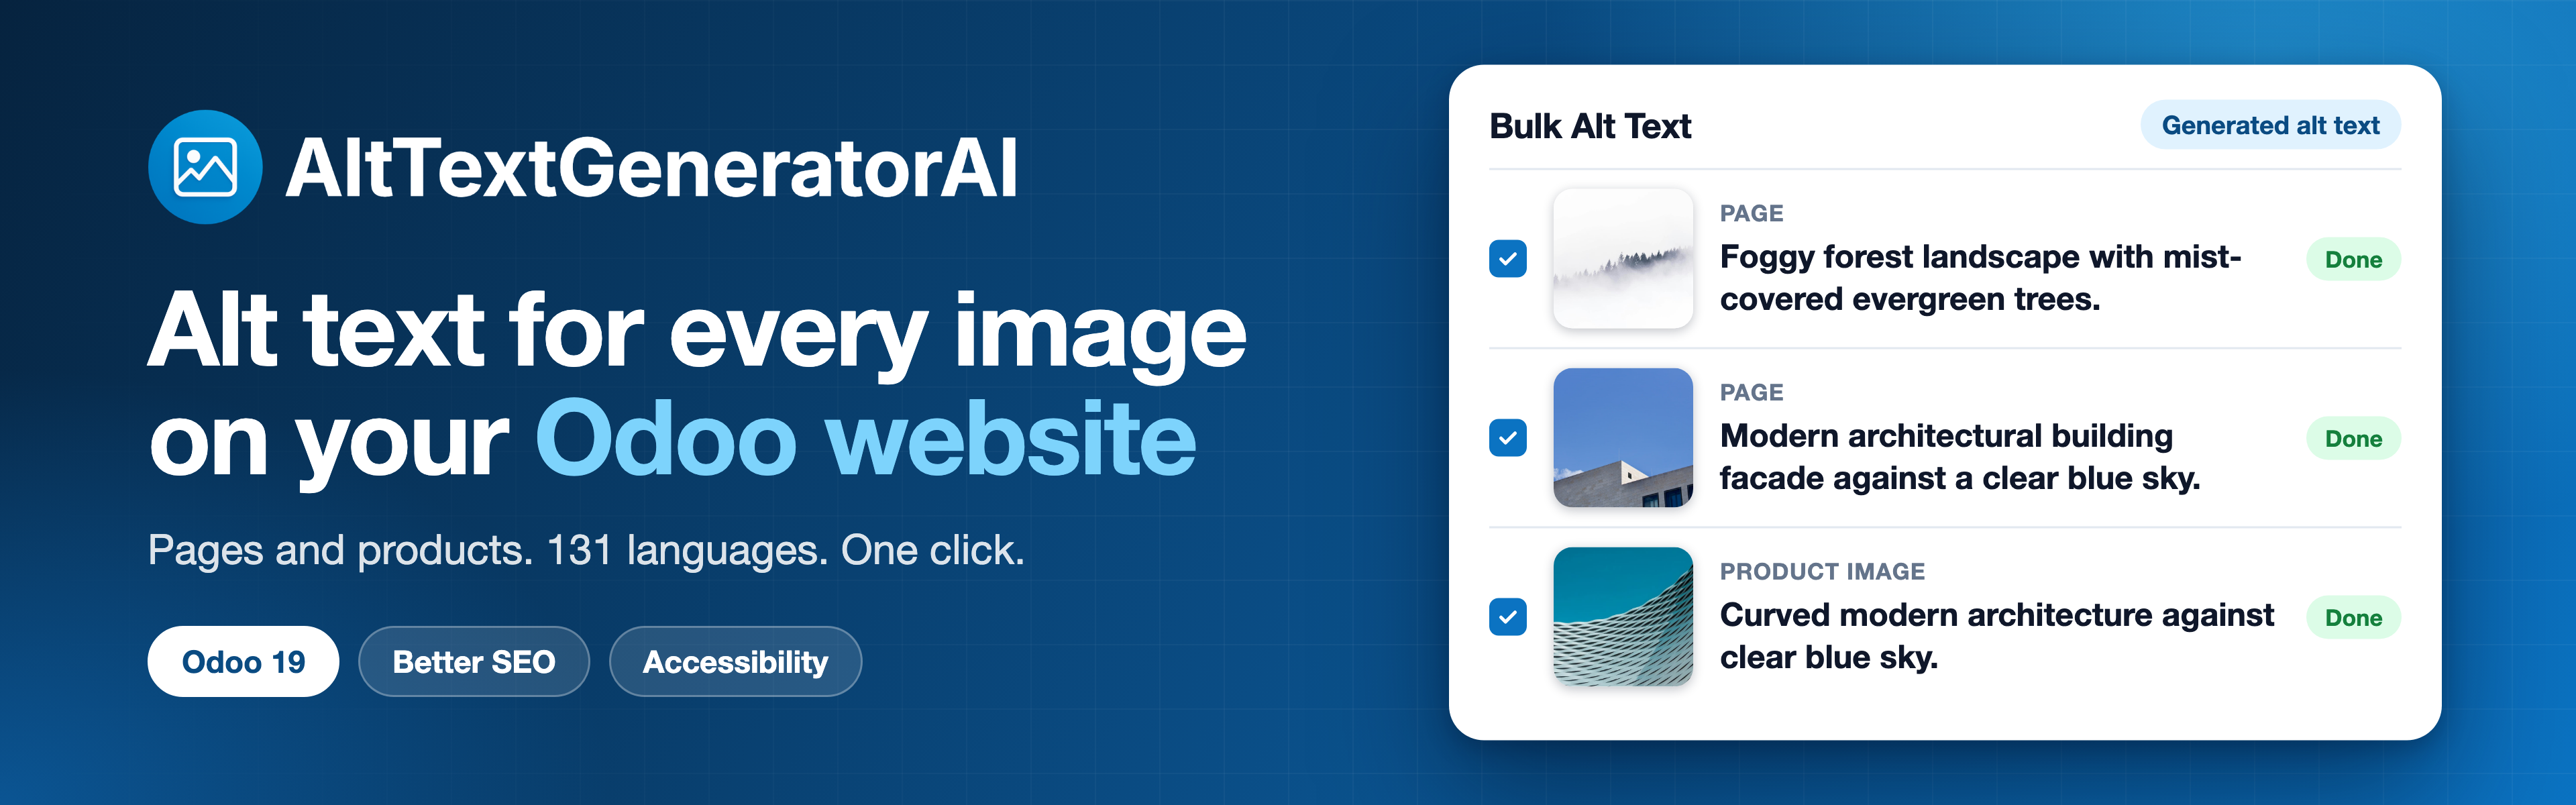 AltTextGeneratorAI
Alt text for every image
on your Odoo website
Pages and products. 131 languages. One click.
Odoo 19
Better SEO
Accessibility
Bulk Alt Text
Generated alt text
PAGE
Foggy forest landscape with mist-
covered evergreen trees.
Done
PAGE
Modern architectural building
facade against a clear blue sky.
Done
PRODUCT IMAGE
Curved modern architecture against
clear blue sky.
Done